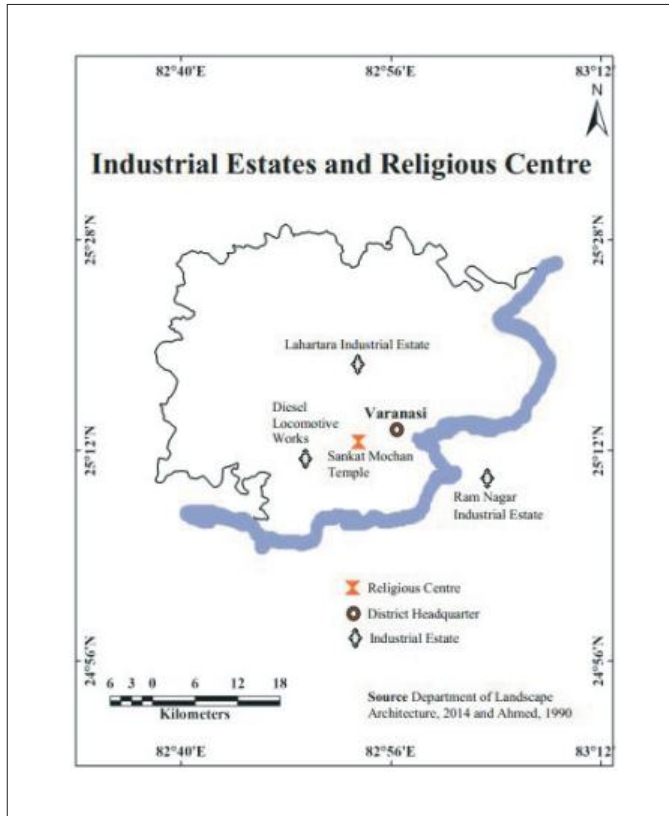 82°40'E 82°56'E 83°12'
N
Industrial Estates and Religious Centre
25°28'N 25°28'N
Lahartara Industrial Estate
Diesel
Locomotive
Works
Varanasi
25°12'N 25°12'N
Sankat Mochan
Temple
Ram Nagar
Industrial Estate
Religious Centre
District Headquarter
Industrial Estate
24°56'N 24°56'N
6 3 0 6 12 18
Kilometers
Source Department of Landscape
Architecture, 2014 and Ahmed, 1990
82°40'E 82°56'E 83°12'